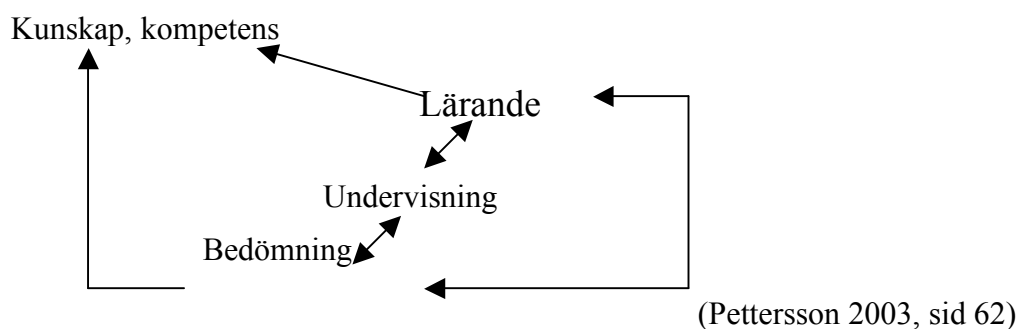 Kunskap, kompetens
Lärande
Undervisning
Bedömning
(Pettersson 2003, sid 62)